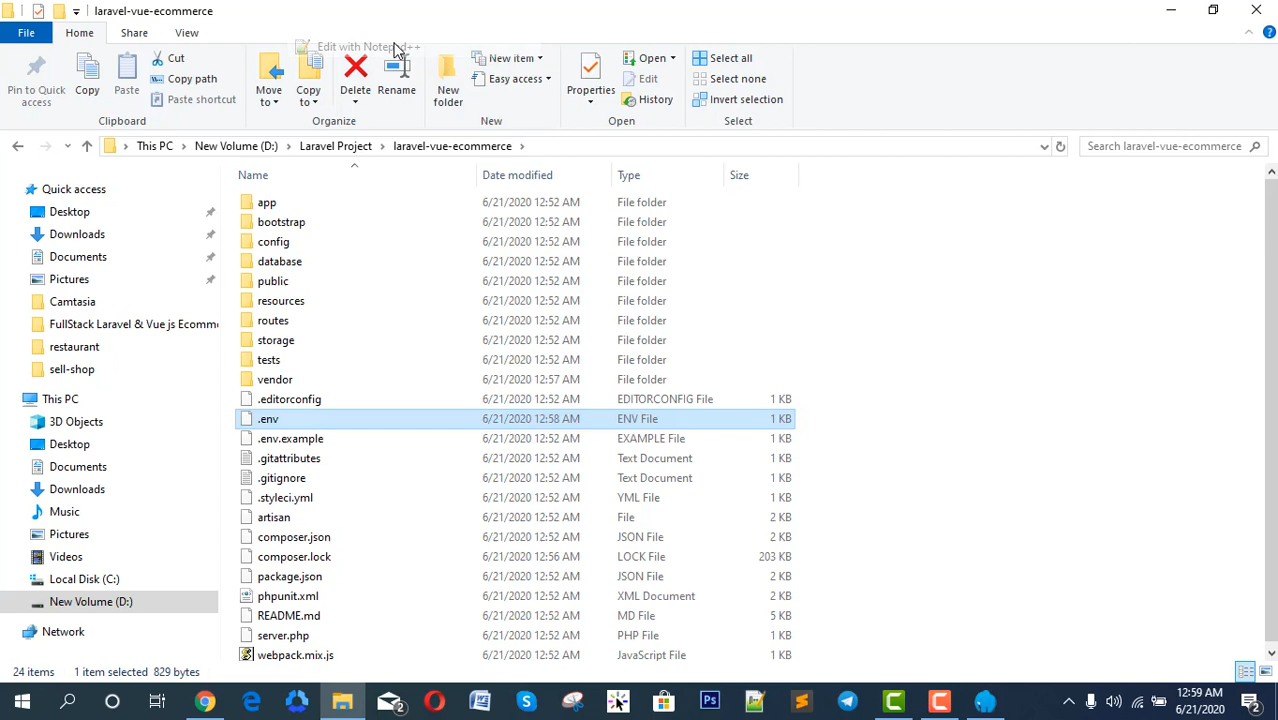 laravel-vue-ecommerce
File Home Share View
Edit with Notepad++
Pin to Quick access
Copy
Paste
Cut
Copy path
Paste shortcut
Clipboard
Move to
Copy to
Delete
Rename
Organize
New folder
New item
Easy access
New
Properties
Open
Edit
History
Open
Select all
Select none
Invert selection
Select
This PC New Volume (D:) Laravel Project laravel-vue-ecommerce
Search laravel-vue-ecommerce
Quick access
Desktop
Downloads
Documents
Pictures
Camtasia
FullStack Laravel & Vue js Ecomme
restaurant
sell-shop
This PC
3D Objects
Desktop
Documents
Downloads
Music
Pictures
Videos
Local Disk (C:)
New Volume (D:)
Network
Name Date modified Type Size
app 6/21/2020 12:52 AM File folder
bootstrap 6/21/2020 12:52 AM File folder
config 6/21/2020 12:52 AM File folder
database 6/21/2020 12:52 AM File folder
public 6/21/2020 12:52 AM File folder
resources 6/21/2020 12:52 AM File folder
routes 6/21/2020 12:52 AM File folder
storage 6/21/2020 12:52 AM File folder
tests 6/21/2020 12:52 AM File folder
vendor 6/21/2020 12:57 AM File folder
.editorconfig 6/21/2020 12:52 AM EDITORCONFIG File 1 KB
.env 6/21/2020 12:58 AM ENV File 1 KB
.env.example 6/21/2020 12:52 AM EXAMPLE File 1 KB
.gitattributes 6/21/2020 12:52 AM Text Document 1 KB
.gitignore 6/21/2020 12:52 AM Text Document 1 KB
.styleci.yml 6/21/2020 12:52 AM YML File 1 KB
artisan 6/21/2020 12:52 AM File 2 KB
composer.json 6/21/2020 12:52 AM JSON File 2 KB
composer.lock 6/21/2020 12:56 AM LOCK File 203 KB
package.json 6/21/2020 12:52 AM JSON File 2 KB
phpunit.xml 6/21/2020 12:52 AM XML Document 2 KB
README.md 6/21/2020 12:52 AM MD File 5 KB
server.php 6/21/2020 12:52 AM PHP File 1 KB
webpack.mix.js 6/21/2020 12:52 AM JavaScript File 1 KB
24 items 1 item selected 829 bytes
12:59 AM
6/21/2020